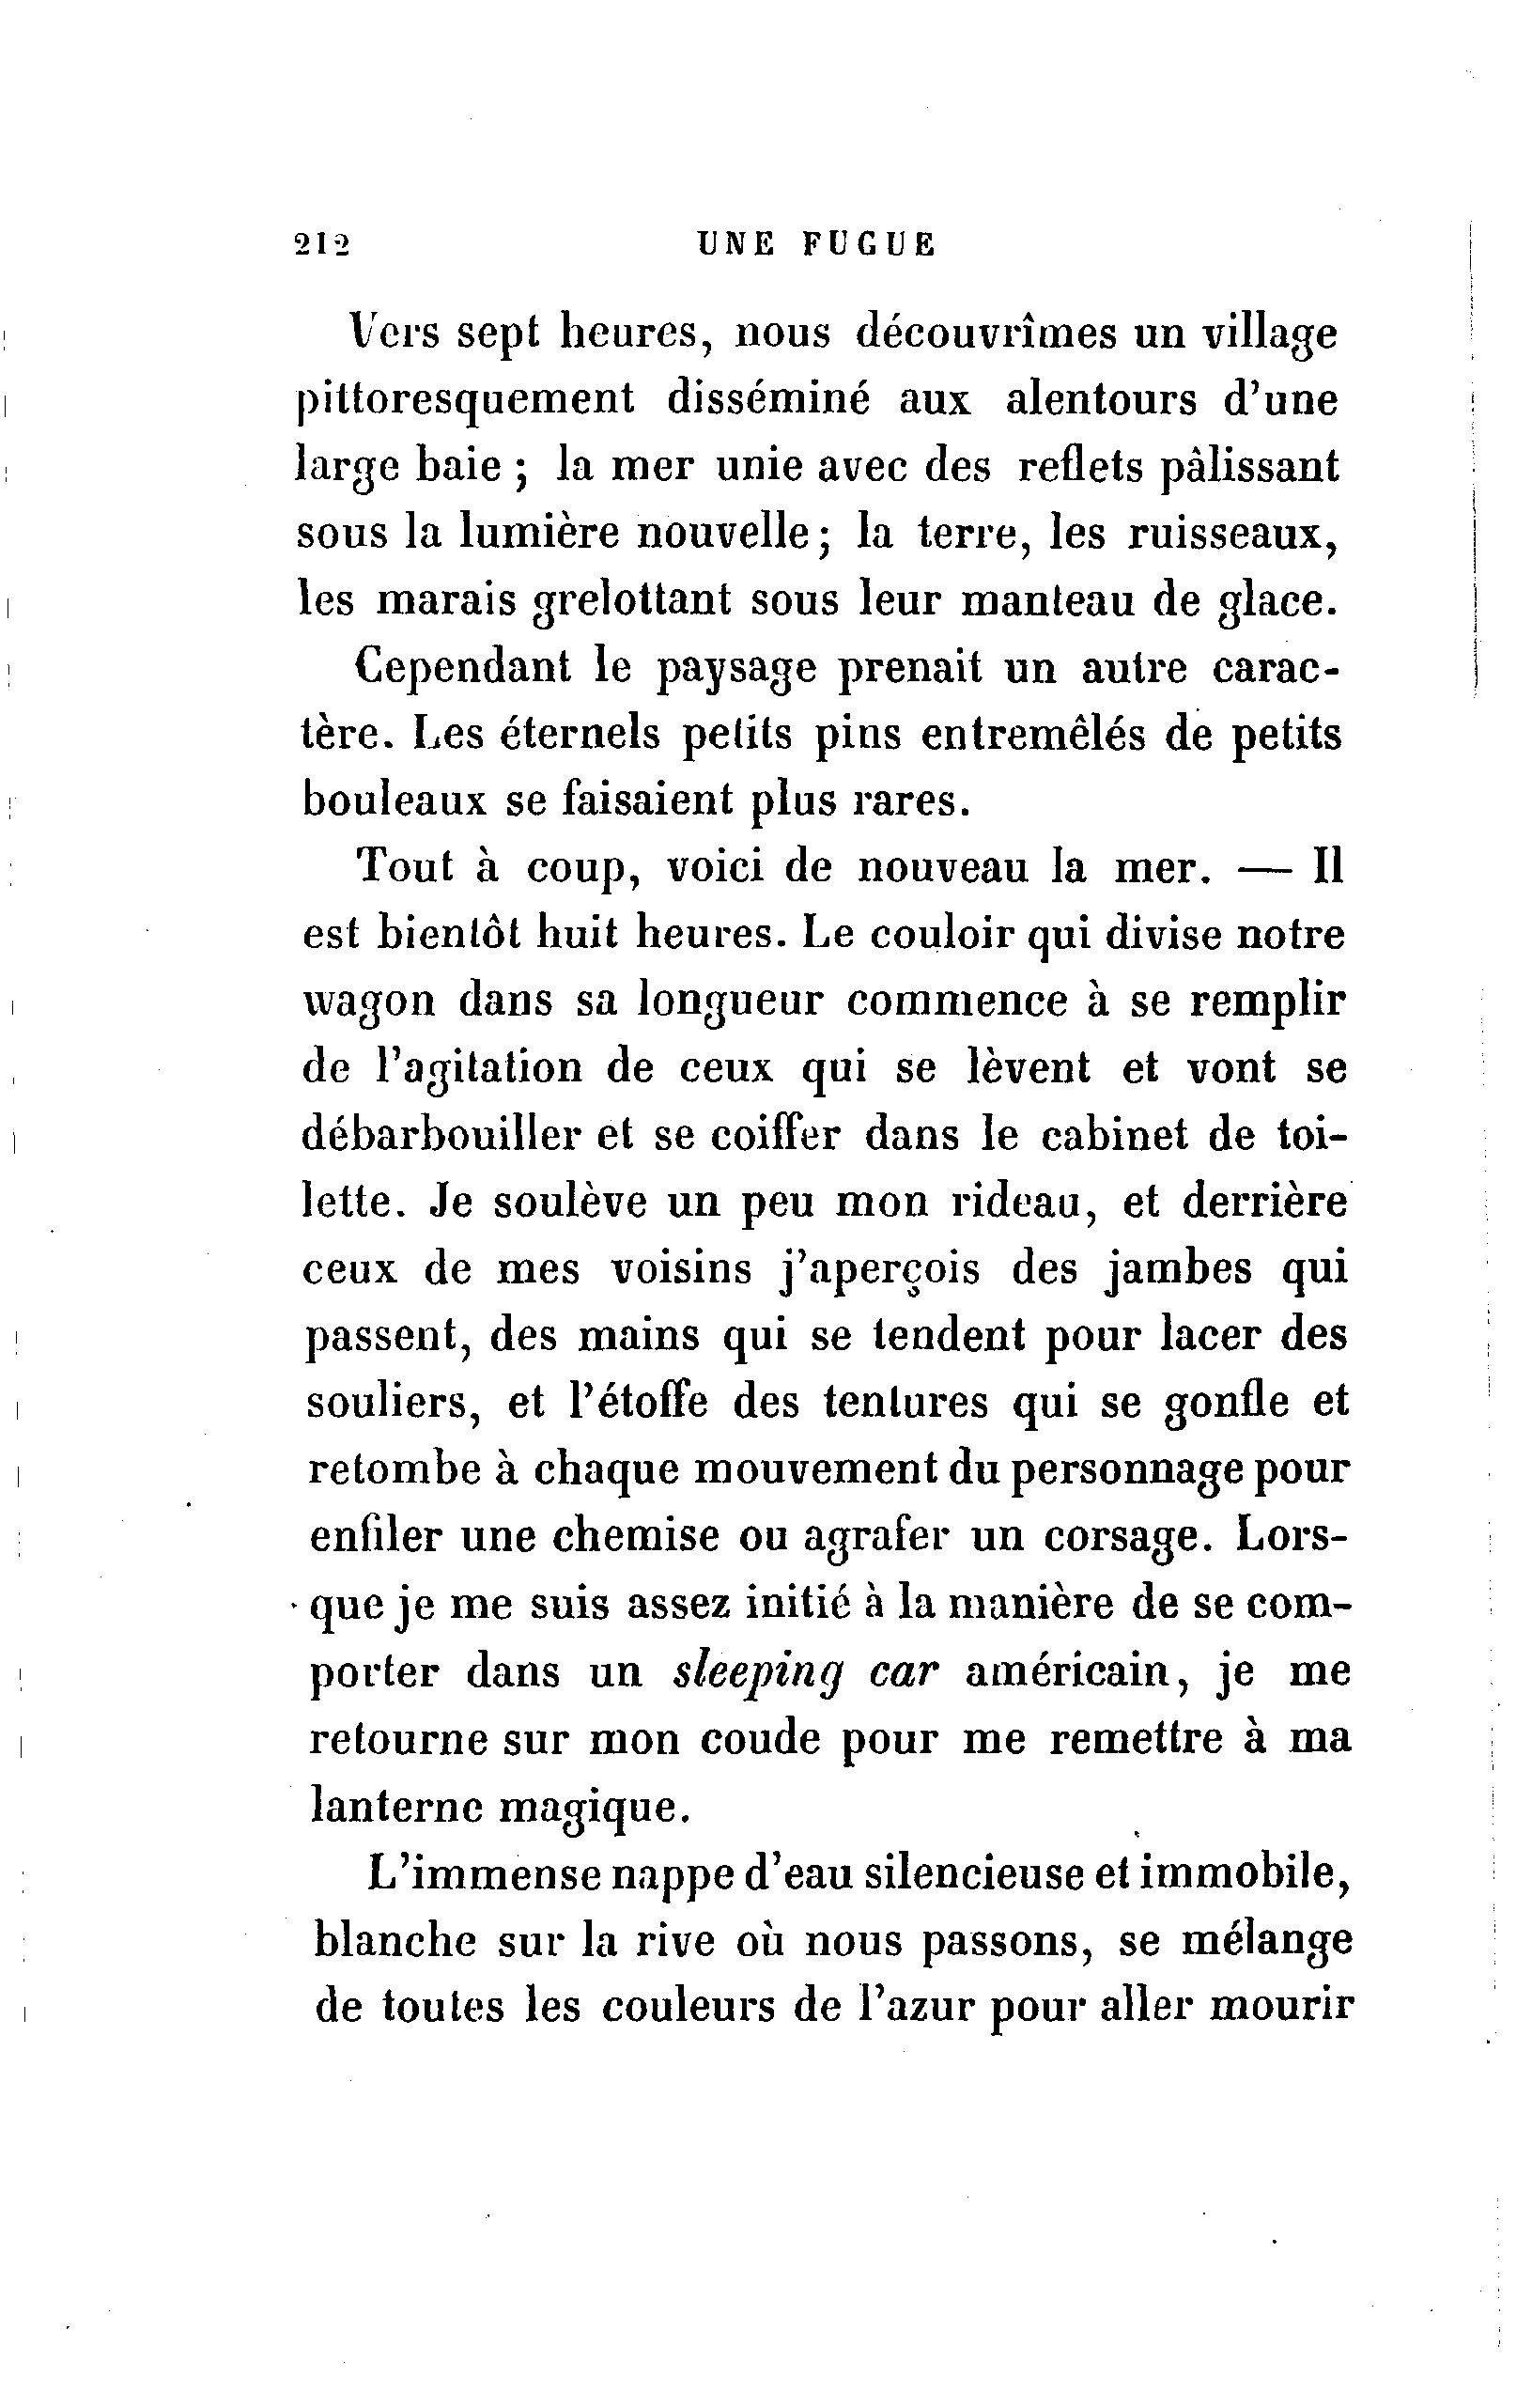 212 UNE FUGUE
Vers sept heures, nous découvrîmes un village
pittoresquement disséminé aux alentours d'une
large baie ; la mer unie avec des reflets pâlissant
sous la lumière nouvelle ; la terre, les ruisseaux,
les marais grelottant sous leur manteau de glace.
Cependant le paysage prenait un autre carac-
tère. Les éternels petits pins entremêlés de petits
bouleaux se faisaient plus rares.
Tout à coup, voici de nouveau la mer. — Il
est bientôt huit heures. Le couloir qui divise notre
wagon dans sa longueur commence à se remplir
de l'agitation de ceux qui se lèvent et vont se
débarbouiller et se coiffer dans le cabinet de toi-
lette. Je soulève un peu mon rideau, et derrière
ceux de mes voisins j'aperçois des jambes qui
passent, des mains qui se tendent pour lacer des
souliers, et l'étoffe des tentures qui se gonfle et
retombe à chaque mouvement du personnage pour
enfiler une chemise ou agrafer un corsage. Lors-
que je me suis assez initié à la manière de se com-
porter dans un sleeping car américain, je me
retourne sur mon coude pour me remettre à ma
lanterne magique.
L'immense nappe d'eau silencieuse et immobile,
blanche sur la rive où nous passons, se mélange
de toutes les couleurs de l'azur pour aller mourir